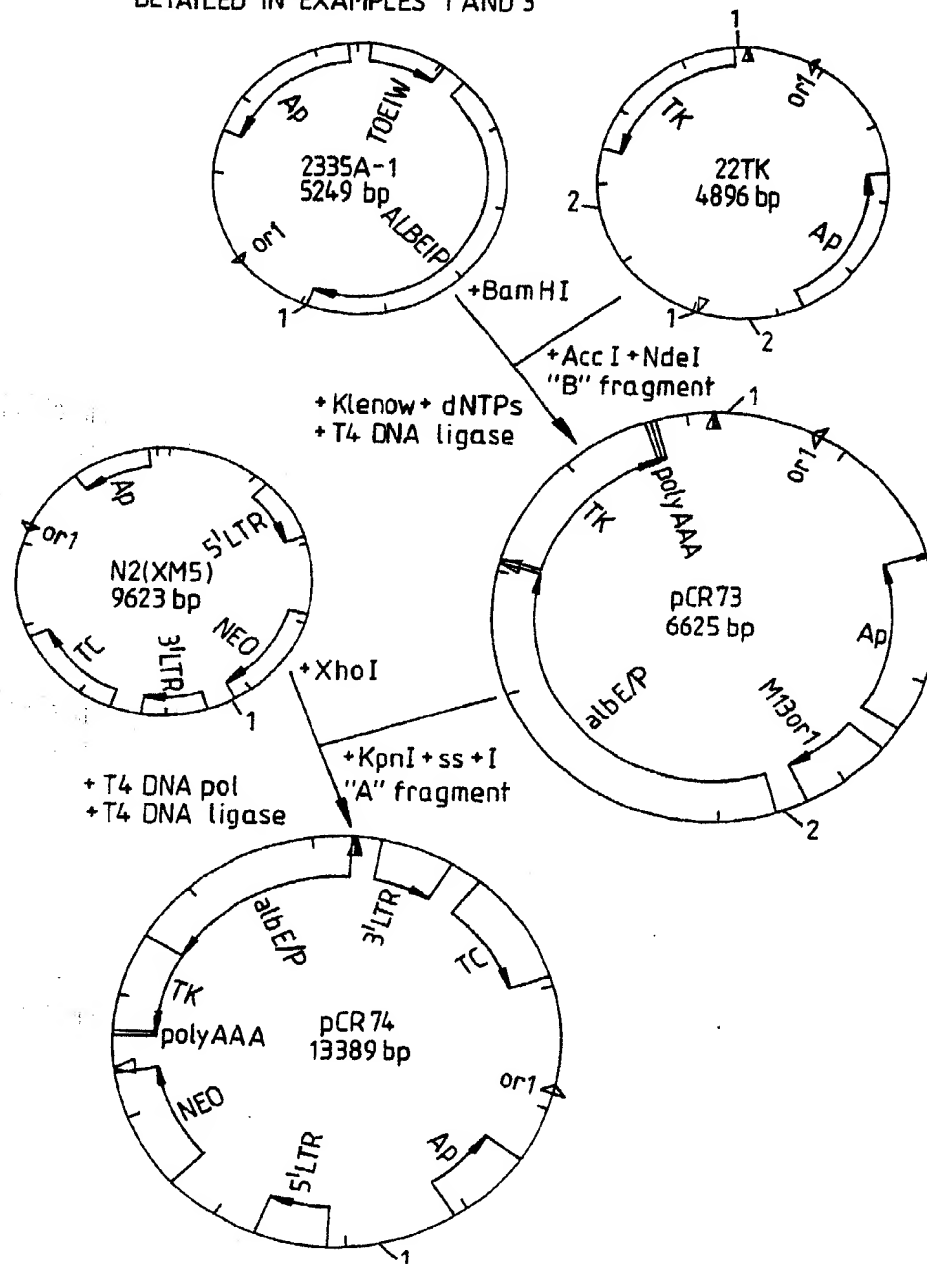 DETAILED IN EXAMPLES 1 AND 3
Ap
TOEIW
2335A-1
5249 bp
ALBEIP
or1
1
1
or1
TK
22TK
4896 bp
2
Ap
1
2
+BamHI
+Acc I +NdeI
"B" fragment
+ Klenow + dNTPs
+ T4 DNA ligase
Ap
or1
5'LTR
N2(XM5)
9623 bp
TC
3'LTR
NEO
1
1
or1
polyAAA
TK
pCR73
6625 bp
Ap
albE/P
M13or1
2
+XhoI
+KpnI + ss + I
"A" fragment
+ T4 DNA pol
+T4 DNA ligase
albE/P
3'LTR
TC
TK
polyAAA
pCR74
13389 bp
or1
NEO
5'LTR
Ap
1